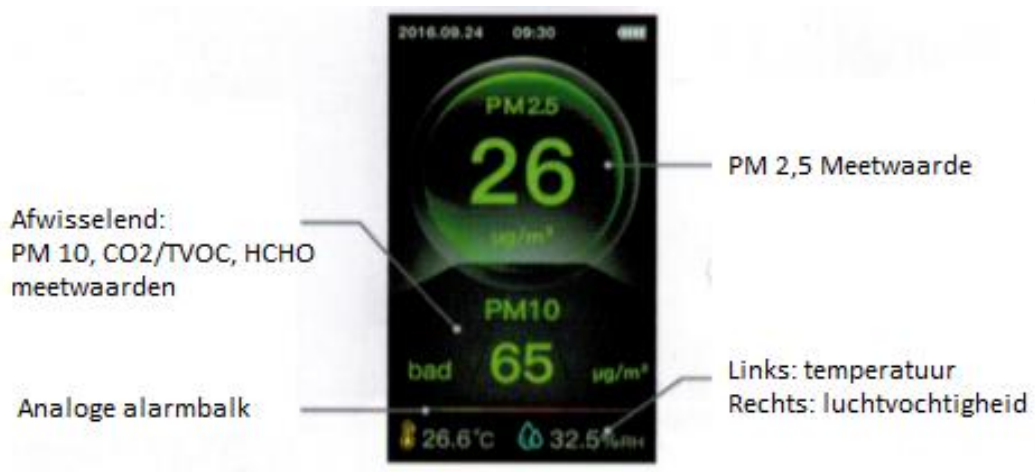 2016.09.24 09:30
PM2.5
26
µg/m³
PM 2,5 Meetwaarde
Afwisselend:
PM 10, CO2/TVOC, HCHO
meetwaarden
PM10
bad 65 µg/m³
Links: temperatuur
Rechts: luchtvochtigheid
Analoge alarmbalk
26.6°C 32.5%RH